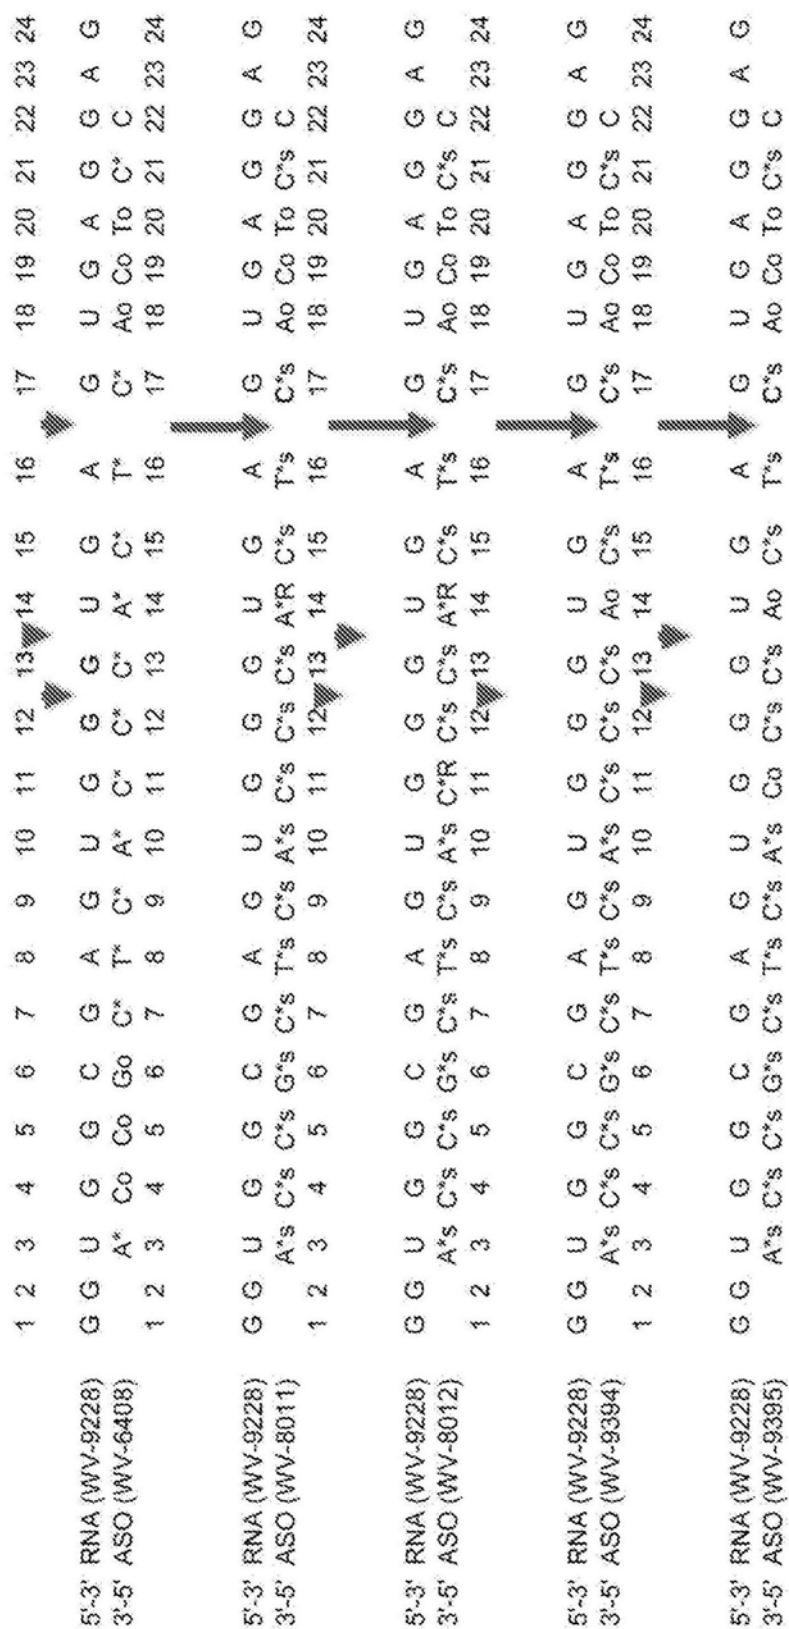 1 2 3 4 5 6 7 8 9 10 11 12 13 14 15 16 17 18 19 20 21 22 23 24
5'-3' RNA (WV-9228) G G U G G C G A G U G G G U G A G U G A G G A G
3'-5' ASO (WV-6408) A* Co Co Go C* T* C* A* C* C* C* A* C* T* C* Ao Co To C* C
1 2 3 4 5 6 7 8 9 10 11 12 13 14 15 16 17 18 19 20 21 22 23 24
5'-3' RNA (WV-9228) G G U G G C G A G U G G G U G A G U G A G G A G
3'-5' ASO (WV-8011) A*s C*s C*s G*s C*s T*s C*s A*s C*s C*s C*s A*R C*s T*s C*s Ao Co To C*s C
1 2 3 4 5 6 7 8 9 10 11 12 13 14 15 16 17 18 19 20 21 22 23 24
5'-3' RNA (WV-9228) G G U G G C G A G U G G G U G A G U G A G G A G
3'-5' ASO (WV-8012) A*s C*s C*s G*s C*s T*s C*s A*s C*R C*s C*s A*R C*s T*s C*s Ao Co To C*s C
1 2 3 4 5 6 7 8 9 10 11 12 13 14 15 16 17 18 19 20 21 22 23 24
5'-3' RNA (WV-9228) G G U G G C G A G U G G G U G A G U G A G G A G
3'-5' ASO (WV-9394) A*s C*s C*s G*s C*s T*s C*s A*s C*s C*s C*s Ao C*s T*s C*s Ao Co To C*s C
1 2 3 4 5 6 7 8 9 10 11 12 13 14 15 16 17 18 19 20 21 22 23 24
5'-3' RNA (WV-9228) G G U G G C G A G U G G G U G A G U G A G G A G
3'-5' ASO (WV-9395) A*s C*s C*s G*s C*s T*s C*s A*s Co C*s C*s Ao C*s T*s C*s Ao Co To C*s C